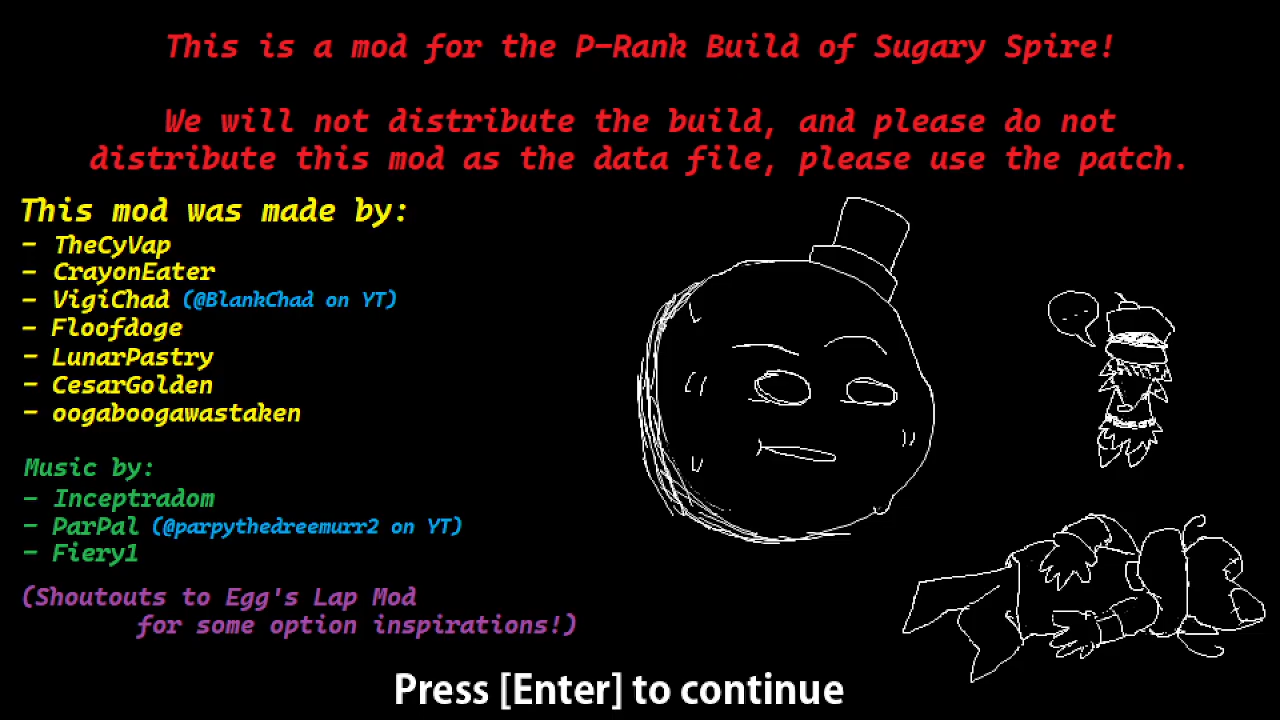 This is a mod for the P-Rank Build of Sugary Spire!
We will not distribute the build, and please do not
distribute this mod as the data file, please use the patch.
This mod was made by:
- TheCyVap
- CrayonEater
- VigiChad (@BlankChad on YT)
- Floofdoge
- LunarPastry
- CesarGolden
- oogaboogawastaken
Music by:
- Inceptradom
- ParPal (@parpythedreemurr2 on YT)
- Fiery1
(Shoutouts to Egg's Lap Mod
for some option inspirations!)
...
Press [Enter] to continue